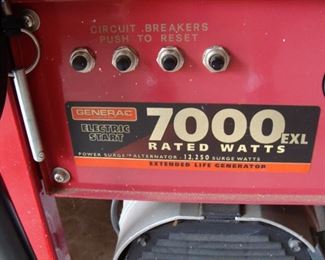 CIRCUIT BREAKERS
PUSH TO RESET
GENERAC
ELECTRIC
START
7000 EXL
RATED WATTS
POWER SURGE™ ALTERNATOR - 12,250 SURGE WATTS
EXTENDED LIFE GENERATOR